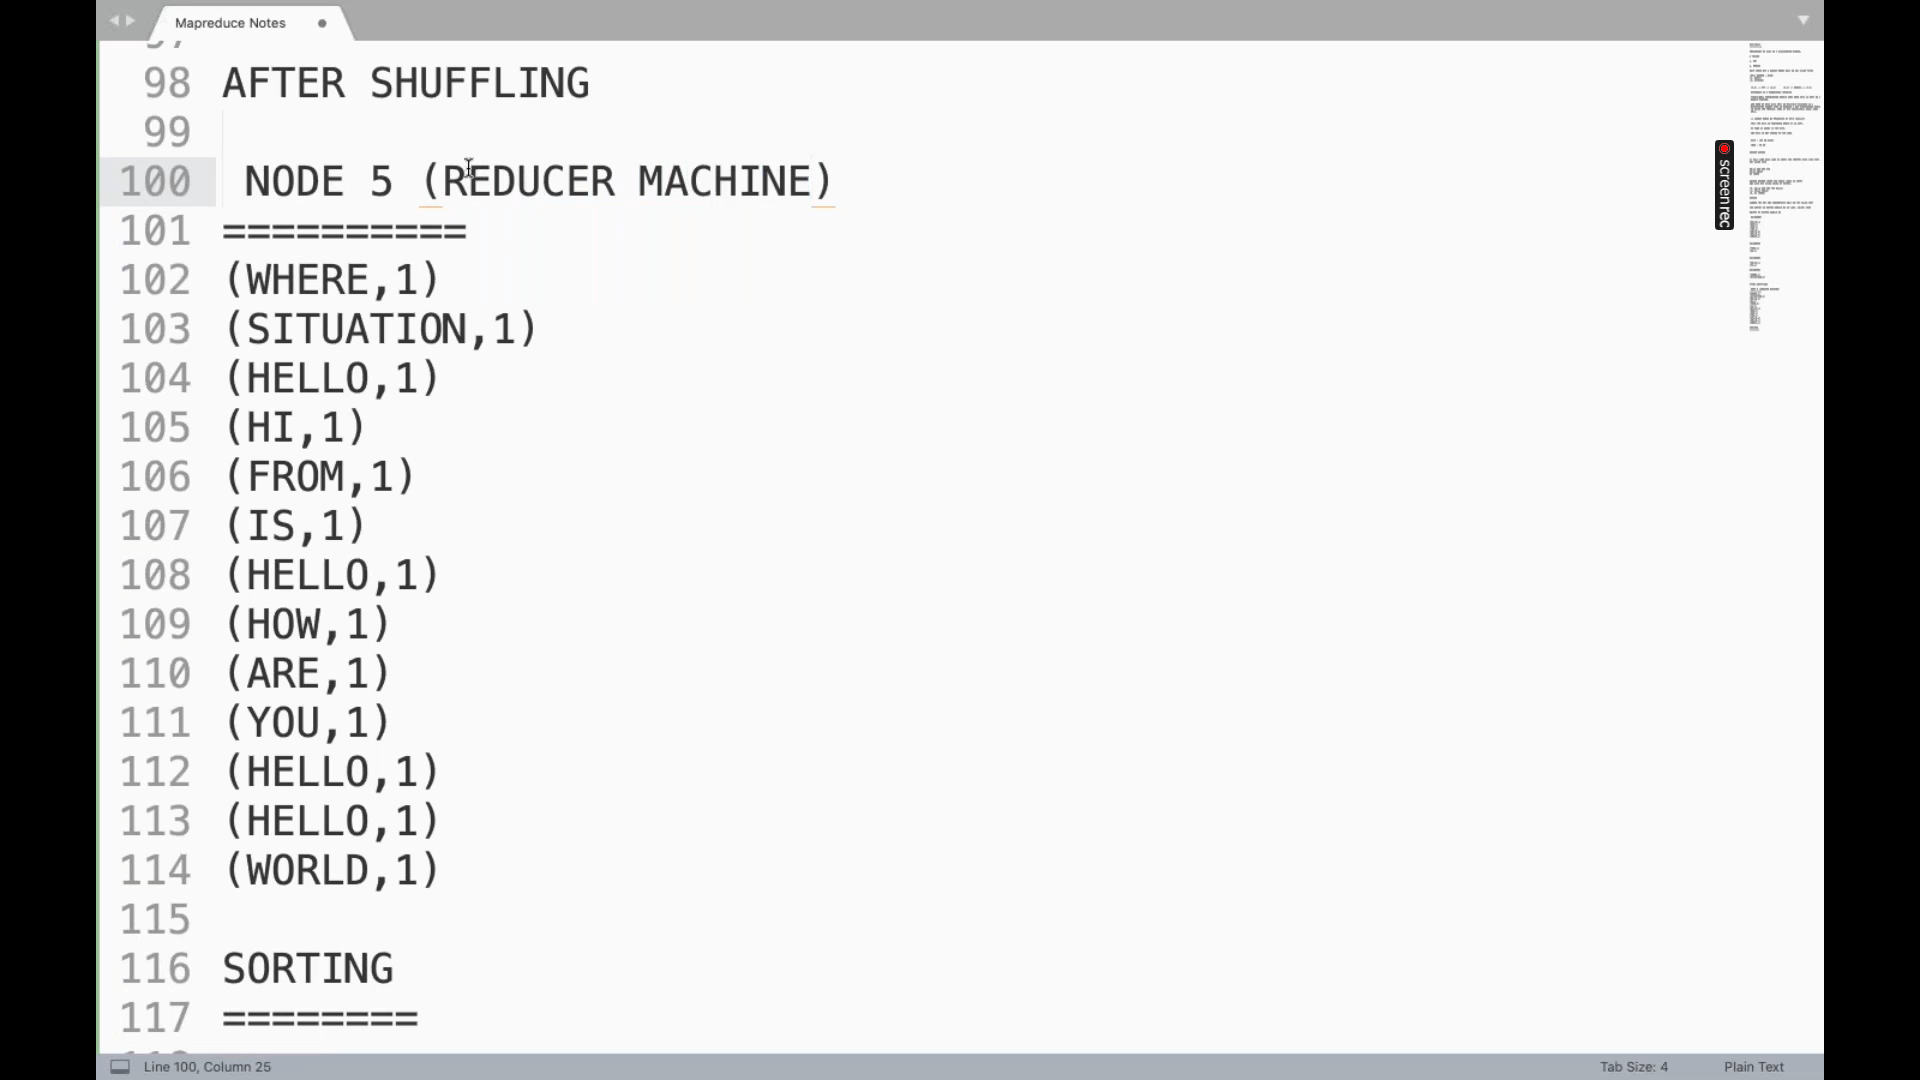 Mapreduce Notes
98 AFTER SHUFFLING
99
100 NODE 5 (REDUCER MACHINE)
101 ==========
102 (WHERE,1)
103 (SITUATION,1)
104 (HELLO,1)
105 (HI,1)
106 (FROM,1)
107 (IS,1)
108 (HELLO,1)
109 (HOW,1)
110 (ARE,1)
111 (YOU,1)
112 (HELLO,1)
113 (HELLO,1)
114 (WORLD,1)
115
116 SORTING
117 ========
screen rec
Line 100, Column 25
Tab Size: 4
Plain Text